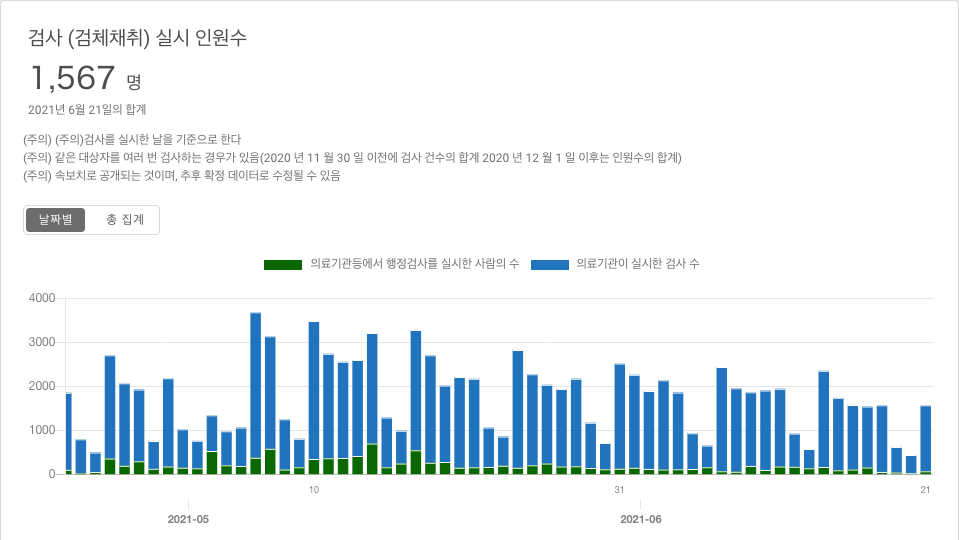 검사 (검체채취) 실시 인원수
1,567 명
2021년 6월 21일의 합계
(주의) (주의)검사를 실시한 날을 기준으로 한다
(주의) 같은 대상자를 여러 번 검사하는 경우가 있음(2020 년 11 월 30 일 이전에 검사 건수의 합계 2020 년 12 월 1 일 이후는 인원수의 합계)
(주의) 속보치로 공개되는 것이며, 추후 확정 데이터로 수정될 수 있음
날짜별 총 집계
의료기관등에서 행정검사를 실시한 사람의 수 의료기관이 실시한 검사 수
4000
3000
2000
1000
0
10 31 21
2021-05 2021-06